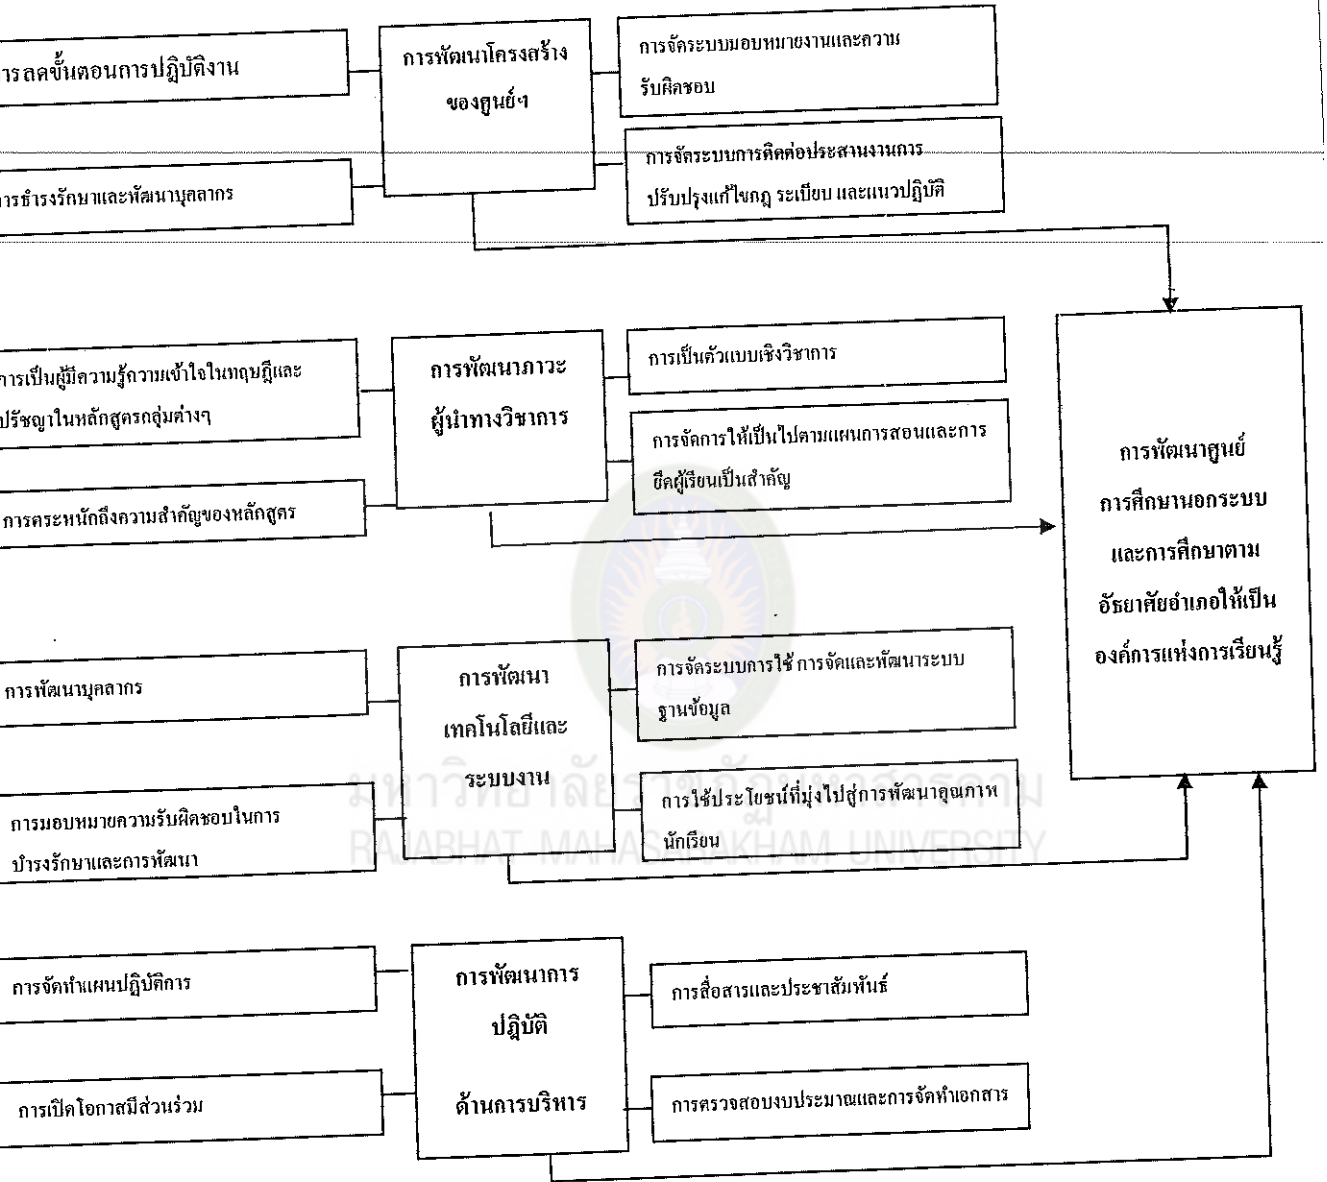 การลดขั้นตอนการปฏิบัติงาน
การพัฒนาโครงสร้าง
ของศูนย์ฯ
การจัดระบบมอบหมายงานและความ
รับผิดชอบ
การธำรงรักษาและพัฒนาบุคลากร
การจัดระบบการติดต่อประสานงานการ
ปรับปรุงแก้ไขกฎ ระเบียบ และแนวปฏิบัติ
การเป็นผู้มีความรู้ความเข้าใจในทฤษฎีและ
ปรัชญาในหลักสูตรกลุ่มต่างๆ
การพัฒนาภาวะ
ผู้นำทางวิชาการ
การเป็นตัวแบบเชิงวิชาการ
การตระหนักถึงความสำคัญของหลักสูตร
การจัดการให้เป็นไปตามแผนการสอนและการ
ยึดผู้เรียนเป็นสำคัญ
การพัฒนาศูนย์
การศึกษานอกระบบ
และการศึกษาตาม
อัธยาศัยอำเภอให้เป็น
องค์การแห่งการเรียนรู้
การพัฒนาบุคลากร
การพัฒนา
เทคโนโลยีและ
ระบบงาน
การจัดระบบการใช้ การจัดและพัฒนาระบบ
ฐานข้อมูล
การมอบหมายความรับผิดชอบในการ
บำรงรักษาและการพัฒนา
การใช้ประโยชน์ที่มุ่งไปสู่การพัฒนาคุณภาพ
นักเรียน
มหาวิทยาลัยราชภัฏมหาสารคาม
RAJABHAT MAHASARAKHAM UNIVERSITY
การจัดทำแผนปฏิบัติการ
การพัฒนาการ
ปฏิบัติ
ด้านการบริหาร
การสื่อสารและประชาสัมพันธ์
การเปิดโอกาสมีส่วนร่วม
การตรวจสอบงบประมาณและการจัดทำเอกสาร